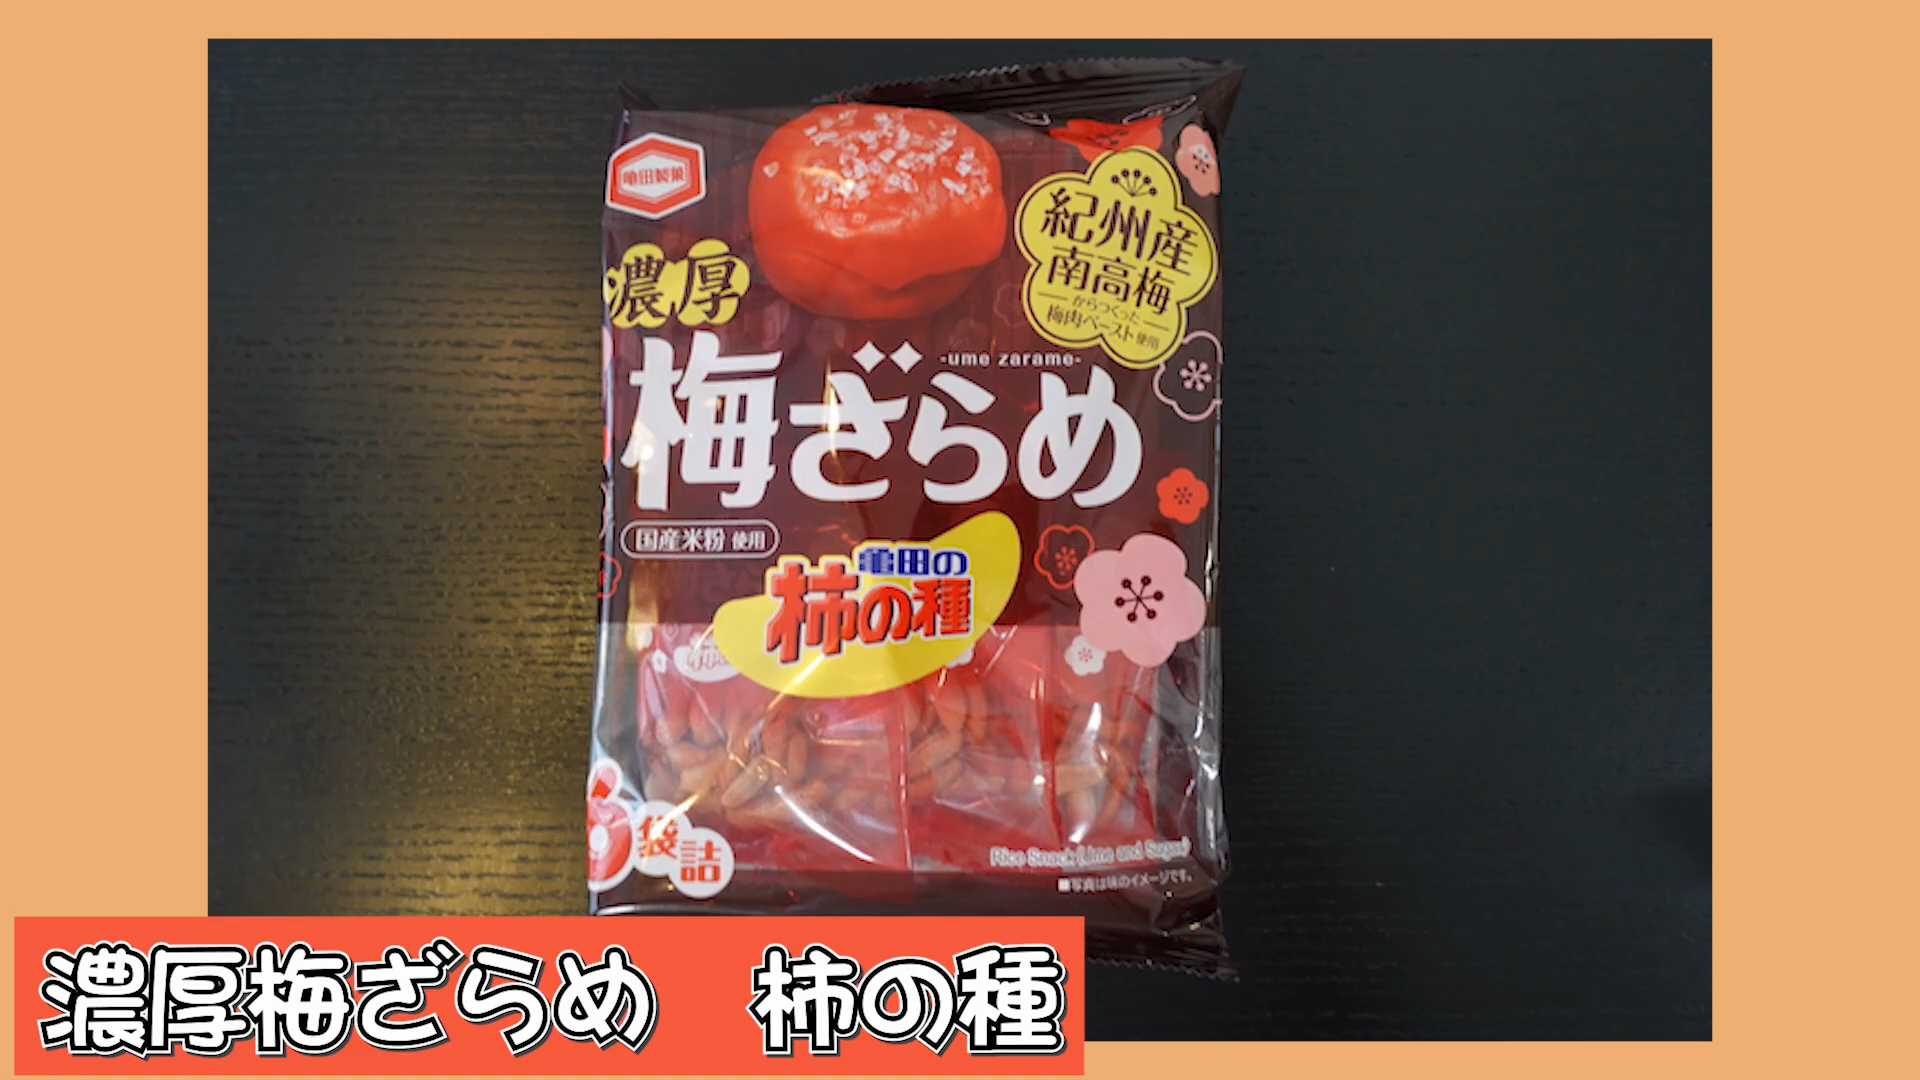 亀田製菓
紀州産
南高梅
からつくった
梅肉ペースト使用
濃厚
-ume zarame-
梅ざらめ
国産米粉 使用
亀田の
柿の種
6袋詰
Rice Snack (Ume and Sugar)
■写真は味のイメージです。
濃厚梅ざらめ　柿の種